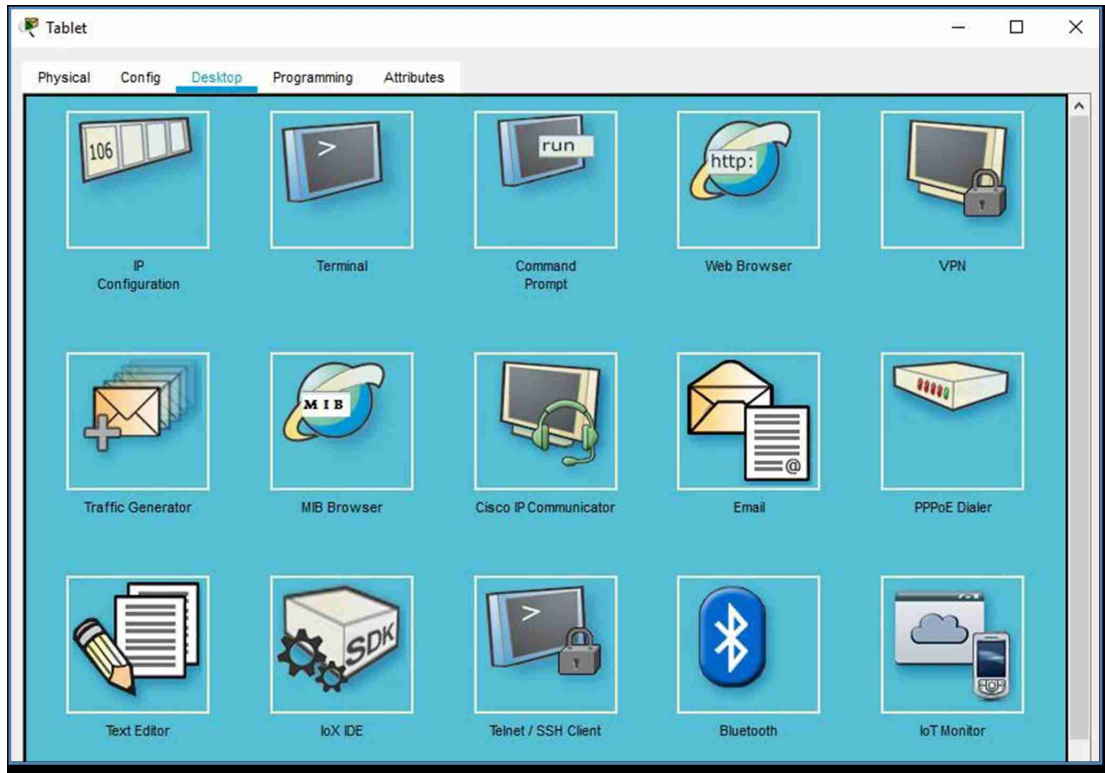 Tablet
Physical Config Desktop Programming Attributes
106
>
run
http:
IP
Configuration
Terminal
Command
Prompt
Web Browser
VPN
MIB
@
Traffic Generator
MIB Browser
Cisco IP Communicator
Email
PPPoE Dialer
SDK
>
Text Editor
IoX IDE
Telnet / SSH Client
Bluetooth
IoT Monitor